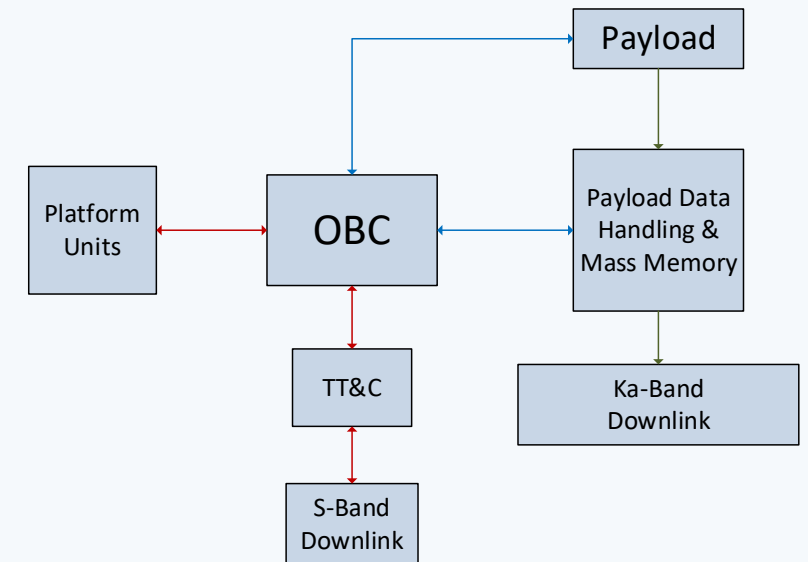 Payload
Platform
Units
OBC
Payload Data
Handling &
Mass Memory
TT&C
Ka-Band
Downlink
S-Band
Downlink